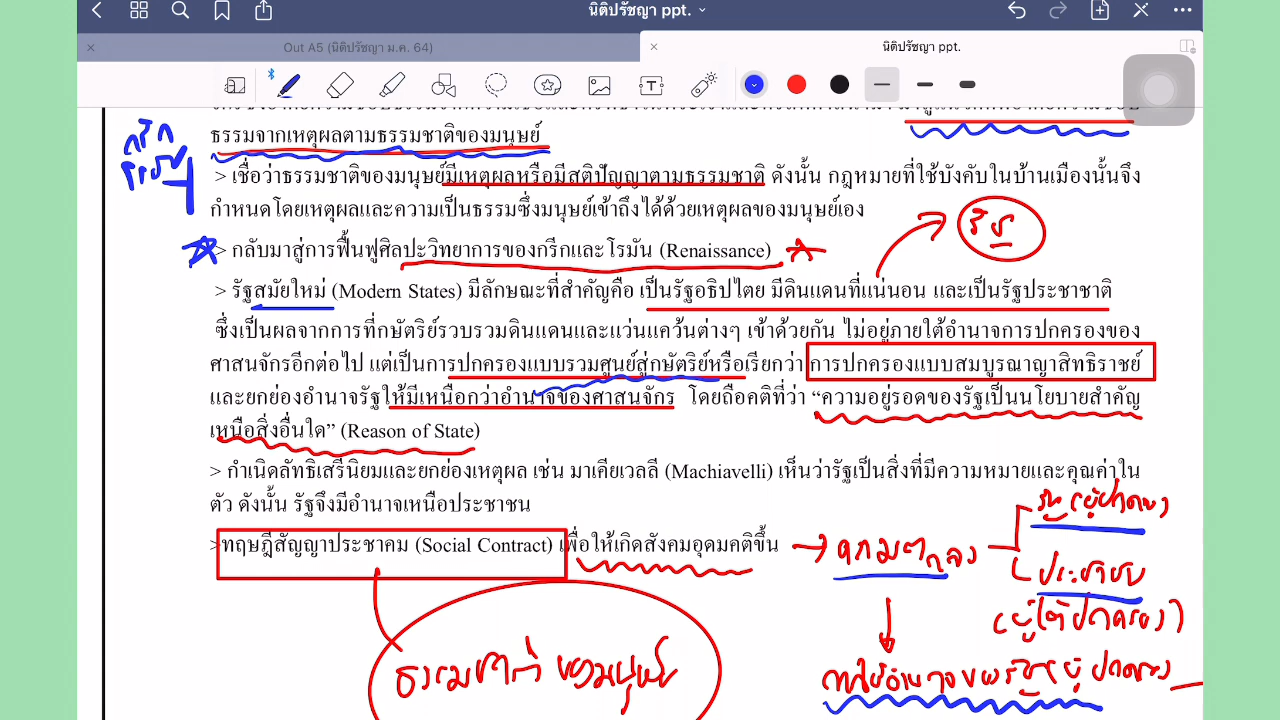 นิติปรัชญา ppt.
Out A5 (นิติปรัชญา ม.ค. 64)
นิติปรัชญา ppt.
กรีก
ธรรมจากเหตุผลตามธรรมชาติของมนุษย์
> เชื่อว่าธรรมชาติของมนุษย์มีเหตุผลหรือมีสติปัญญาตามธรรมชาติ ดังนั้น กฎหมายที่ใช้บังคับในบ้านเมืองนั้นจึง
กำหนดโดยเหตุผลและความเป็นธรรมซึ่งมนุษย์เข้าถึงได้ด้วยเหตุผลของมนุษย์เอง
รัฐ
> กลับมาสู่การฟื้นฟูศิลปะวิทยาการของกรีกและโรมัน (Renaissance)
> รัฐสมัยใหม่ (Modern States) มีลักษณะที่สำคัญคือ เป็นรัฐอธิปไตย มีดินแดนที่แน่นอน และเป็นรัฐประชาชาติ
ซึ่งเป็นผลจากการที่กษัตริย์รวบรวมดินแดนและแว่นแคว้นต่างๆ เข้าด้วยกัน ไม่อยู่ภายใต้อำนาจการปกครองของ
ศาสนจักรอีกต่อไป แต่เป็นการปกครองแบบรวมศูนย์สู่กษัตริย์หรือเรียกว่า การปกครองแบบสมบูรณาญาสิทธิราชย์
และยกย่องอำนาจรัฐให้มีเหนือกว่าอำนาจของศาสนจักร โดยถือคติที่ว่า “ความอยู่รอดของรัฐเป็นนโยบายสำคัญ
เหนือสิ่งอื่นใด” (Reason of State)
> กำเนิดลัทธิเสรีนิยมและยกย่องเหตุผล เช่น มาเคียเวลลี (Machiavelli) เห็นว่ารัฐเป็นสิ่งที่มีความหมายและคุณค่าใน
ตัว ดังนั้น รัฐจึงมีอำนาจเหนือประชาชน
รัฐ (ผู้ปกครอง)
>ทฤษฎีสัญญาประชาคม (Social Contract) เพื่อให้เกิดสังคมอุดมคติขึ้น
ประชาชน
(ผู้ใต้ปกครอง)
ธรรมชาติ ของมนุษย์
การใช้อำนาจของรัฐ(ผู้ปกครอง)